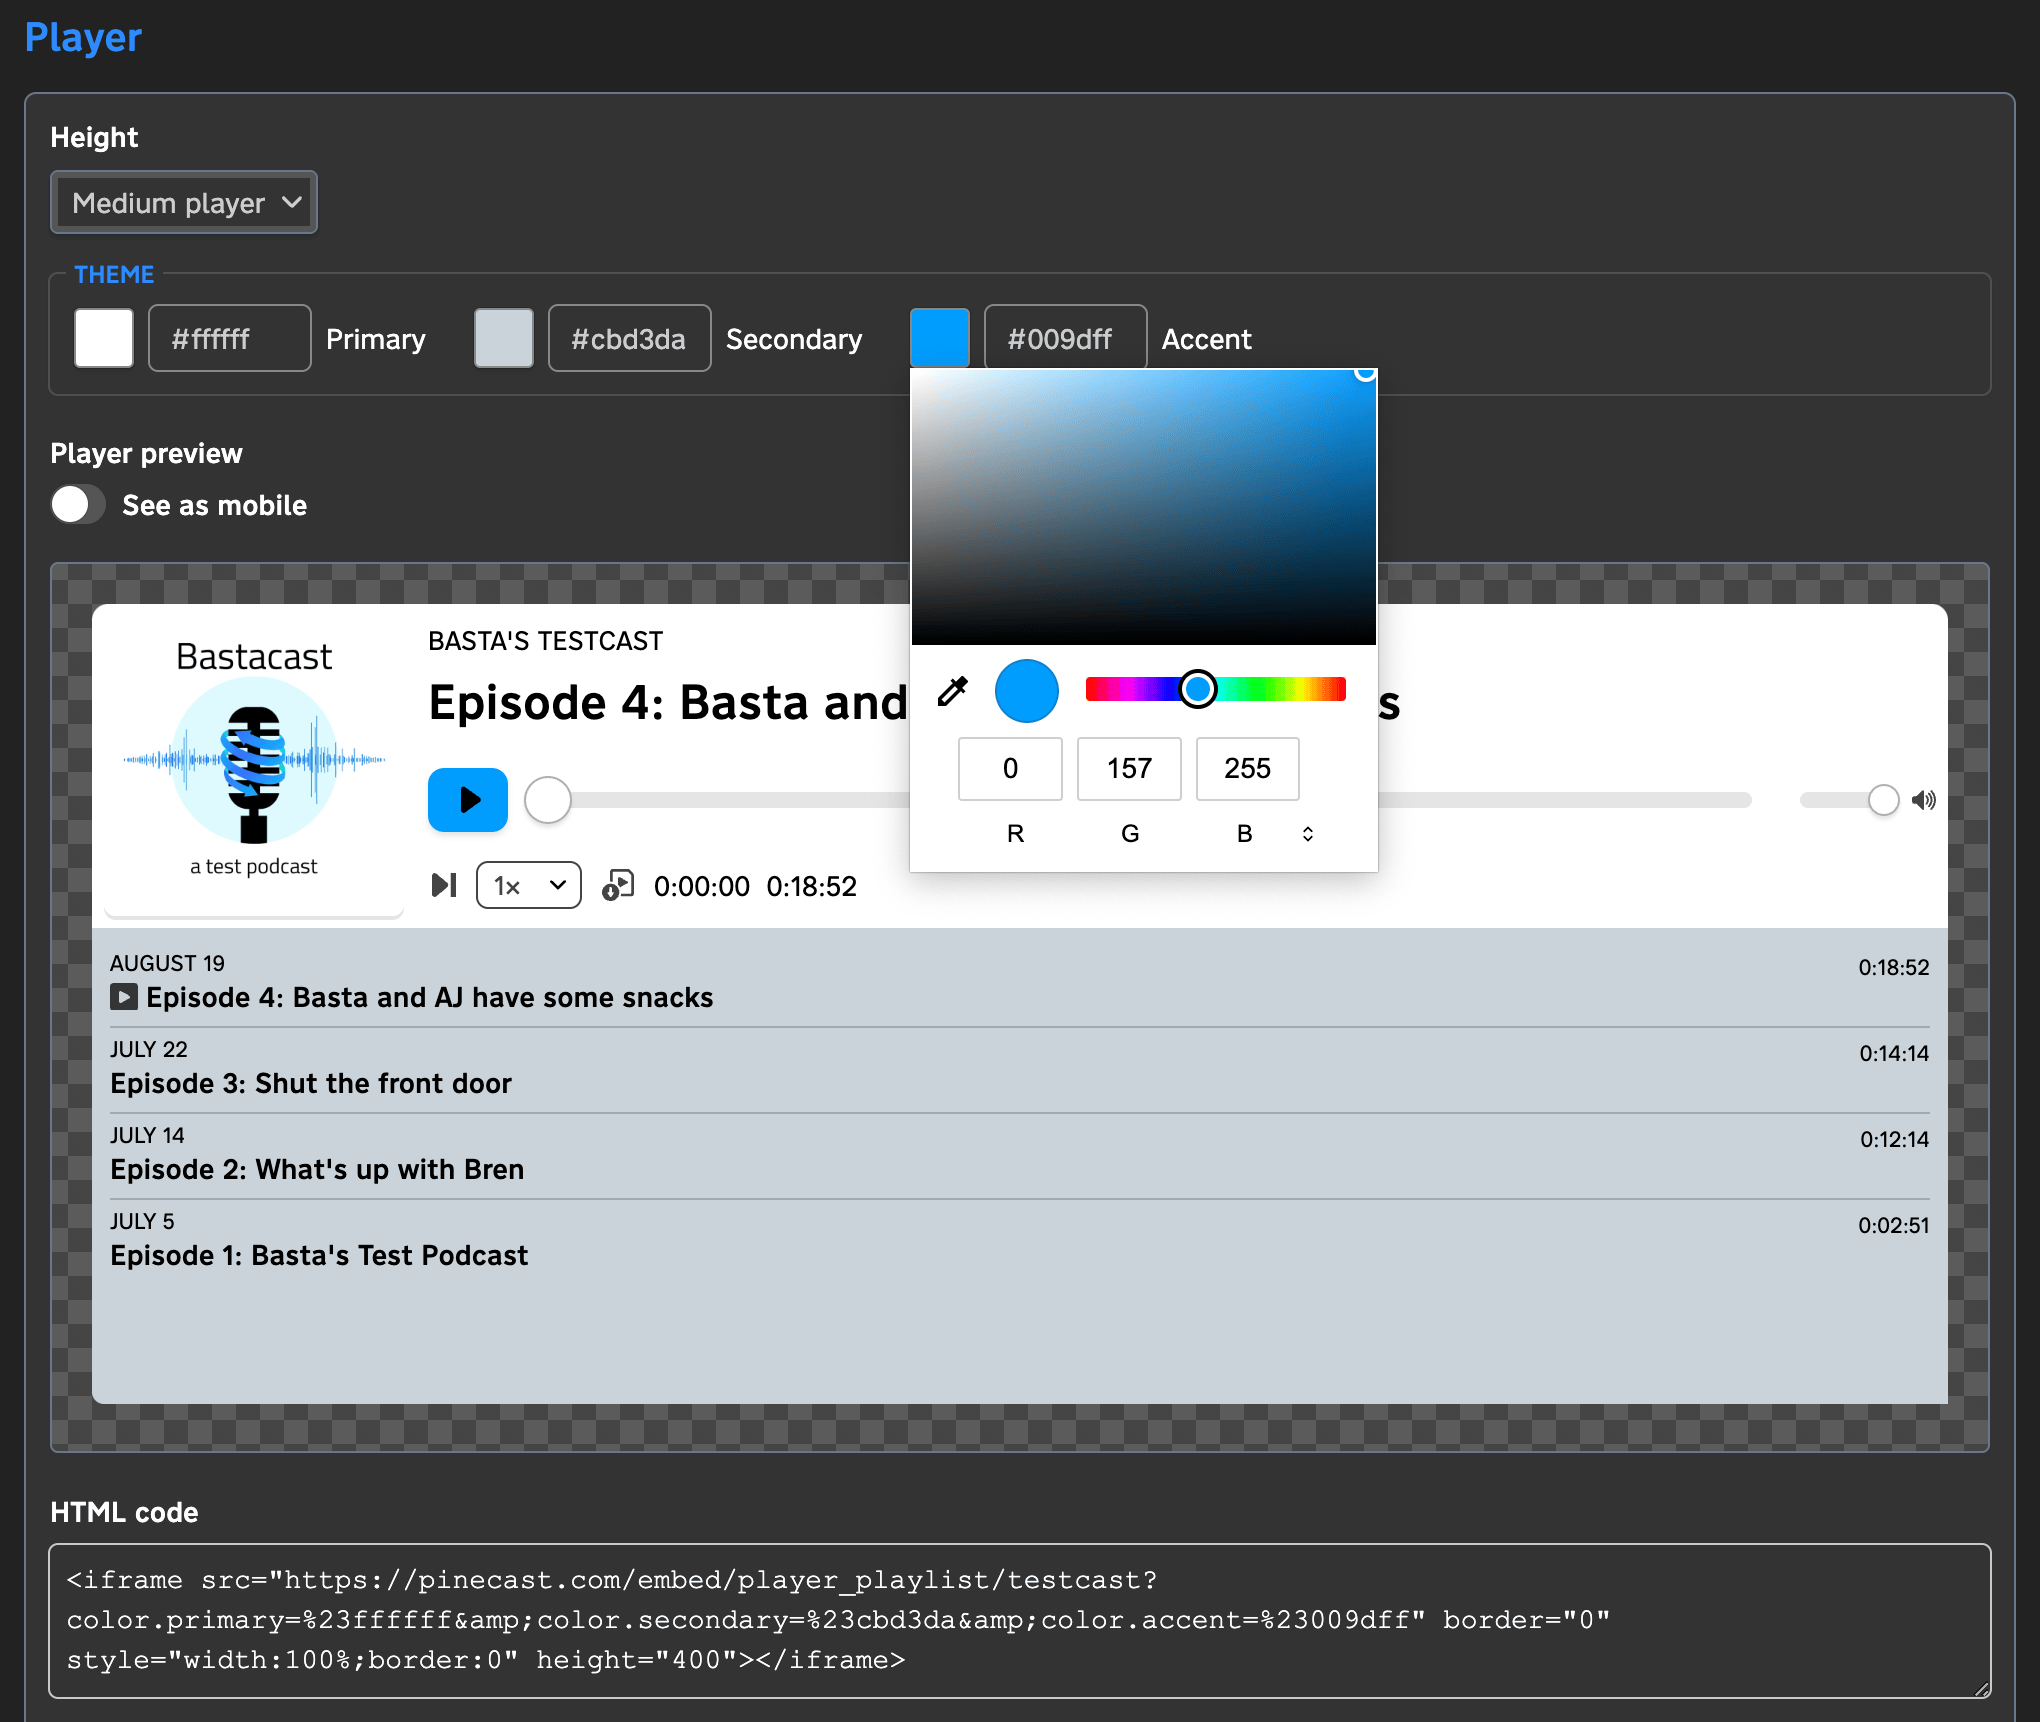 Player
Height
Medium player
THEME
#ffffff Primary #cbd3da Secondary #009dff Accent
Player preview
See as mobile
Bastacast
a test podcast
BASTA'S TESTCAST
Episode 4: Basta and s
0 157 255
R G B
1x 0:00:00 0:18:52
AUGUST 19 0:18:52
Episode 4: Basta and AJ have some snacks
JULY 22 0:14:14
Episode 3: Shut the front door
JULY 14 0:12:14
Episode 2: What's up with Bren
JULY 5 0:02:51
Episode 1: Basta's Test Podcast
HTML code
<iframe src="https://pinecast.com/embed/player_playlist/testcast?
color.primary=%23ffffff&amp;color.secondary=%23cbd3da&amp;color.accent=%23009dff" border="0"
style="width:100%;border:0" height="400"></iframe>